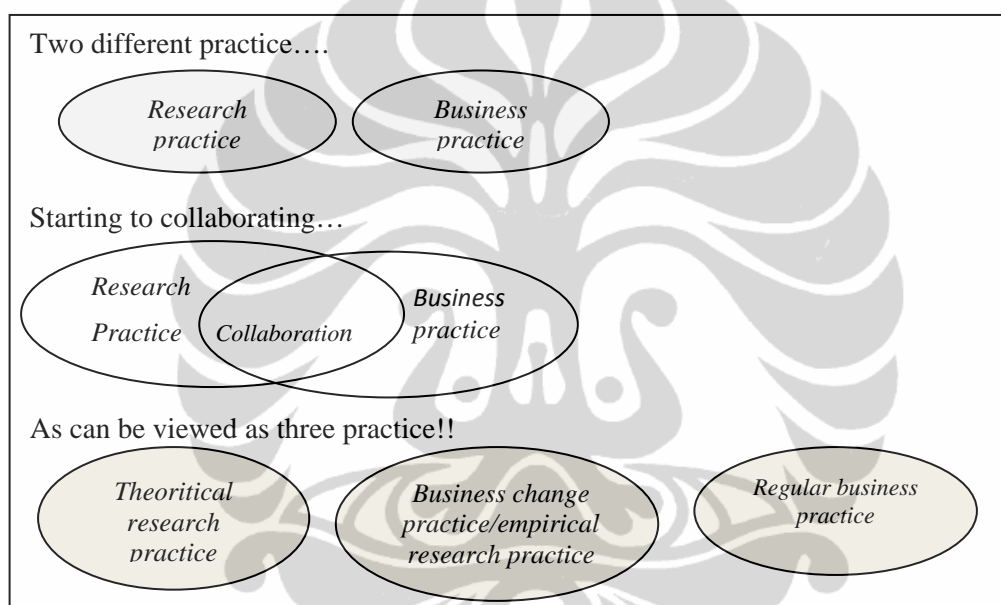 Two different practice….
Research
practice
Business
practice
Starting to collaborating…
Research
Practice
Collaboration
Business
practice
As can be viewed as three practice!!
Theoritical
research
practice
Business change
practice/empirical
research practice
Regular business
practice